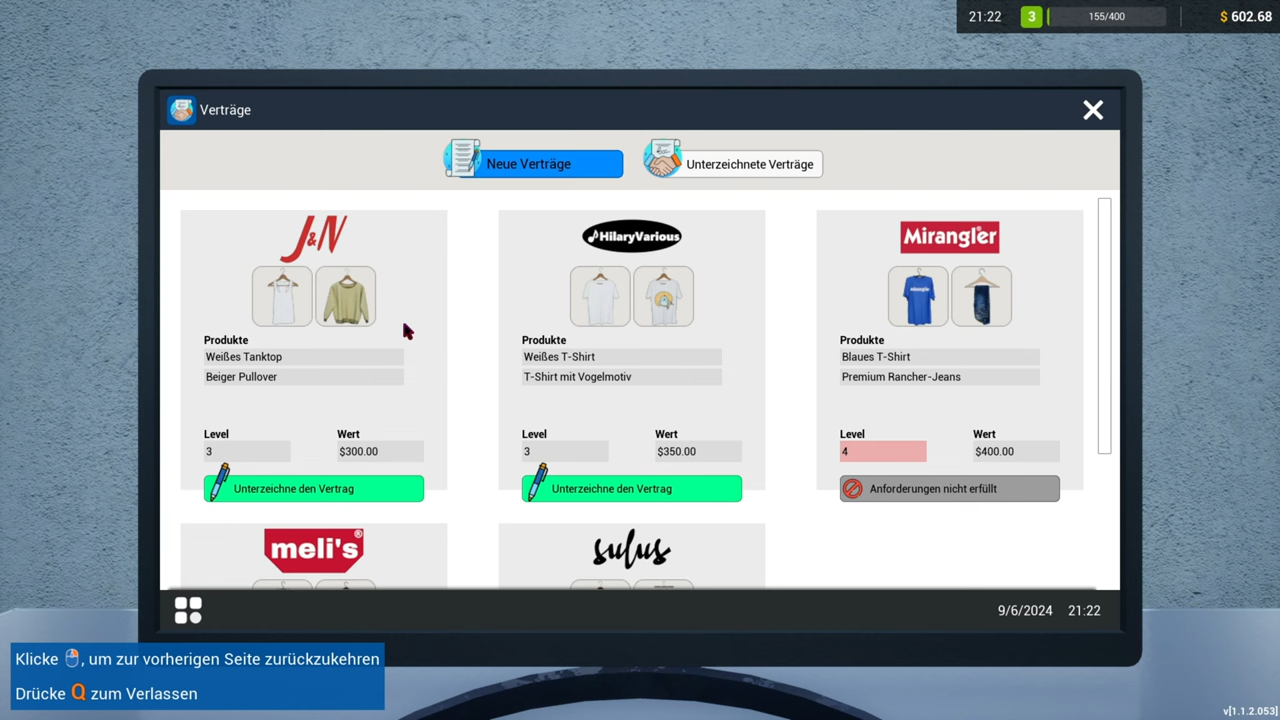 21:22 3 155/400 $ 602.68
Verträge
Neue Verträge Unterzeichnete Verträge
J&N
Produkte
Weißes Tanktop
Beiger Pullover
Level Wert
3 $300.00
Unterzeichne den Vertrag
HilaryVarious
Produkte
Weißes T-Shirt
T-Shirt mit Vogelmotiv
Level Wert
3 $350.00
Unterzeichne den Vertrag
Mirangler
mirangler
Produkte
Blaues T-Shirt
Premium Rancher-Jeans
Level Wert
4 $400.00
Anforderungen nicht erfüllt
meli's®
sulus
9/6/2024 21:22
Klicke , um zur vorherigen Seite zurückzukehren
Drücke Q zum Verlassen
v[1.1.2.053]